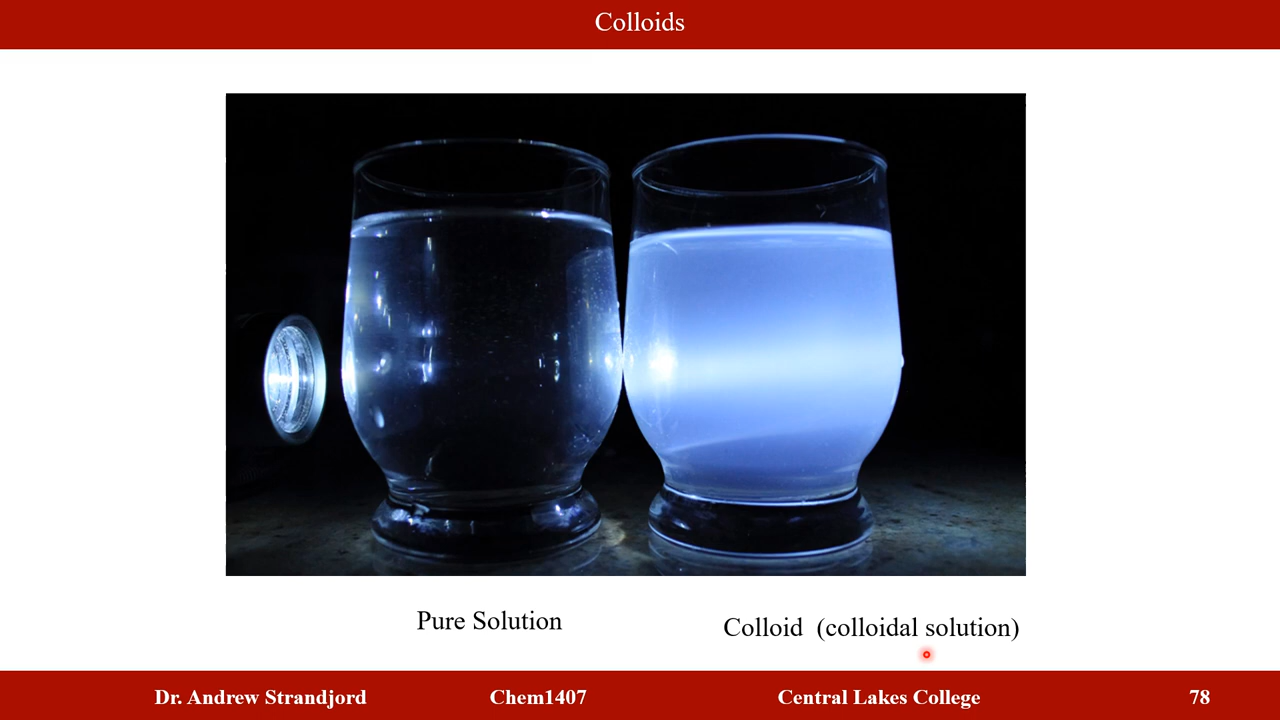 Colloids
Pure Solution
Colloid (colloidal solution)
Dr. Andrew Strandjord Chem1407 Central Lakes College 78